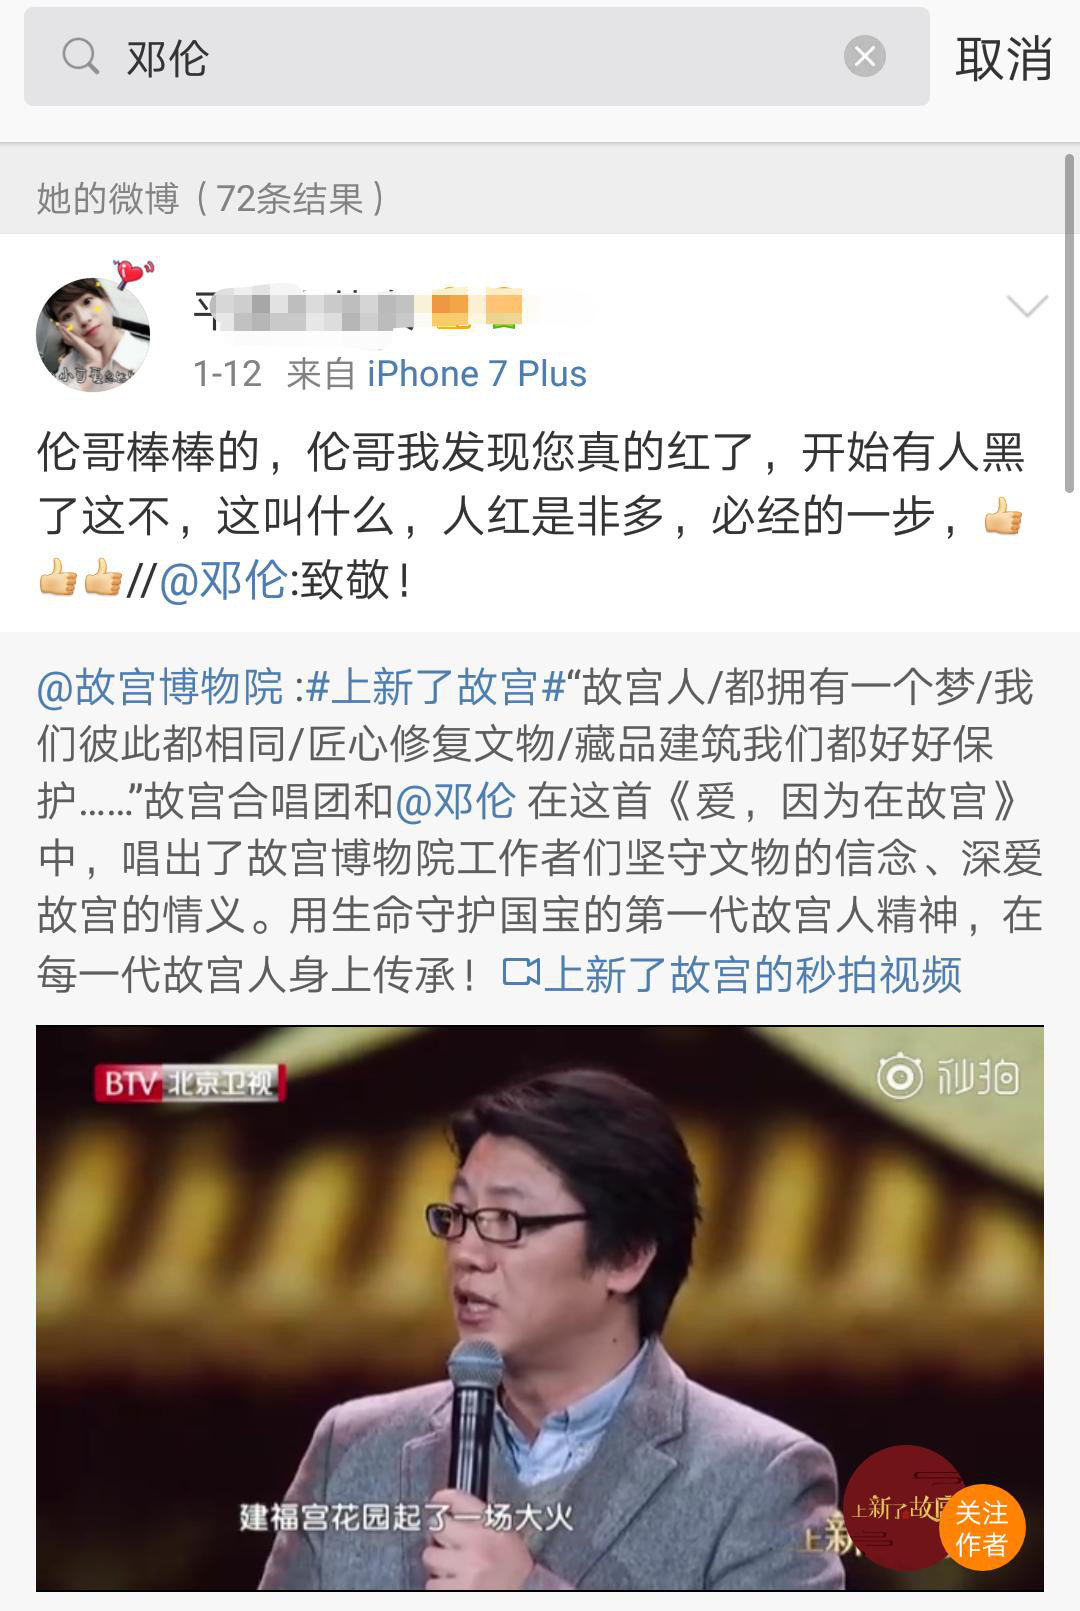 邓伦
取消
她的微博（72条结果）
1-12 来自 iPhone 7 Plus
伦哥棒棒的，伦哥我发现您真的红了，开始有人黑
了这不，这叫什么，人红是非多，必经的一步，
//@邓伦:致敬！
@故宫博物院 :#上新了故宫#“故宫人/都拥有一个梦/我
们彼此都相同/匠心修复文物/藏品建筑我们都好好保
护……”故宫合唱团和@邓伦 在这首《爱，因为在故宫》
中，唱出了故宫博物院工作者们坚守文物的信念、深爱
故宫的情义。用生命守护国宝的第一代故宫人精神，在
每一代故宫人身上传承！上新了故宫的秒拍视频
BTV 北京卫视
秒拍
建福宫花园起了一场大火
上新
上新了故宫
关注
作者